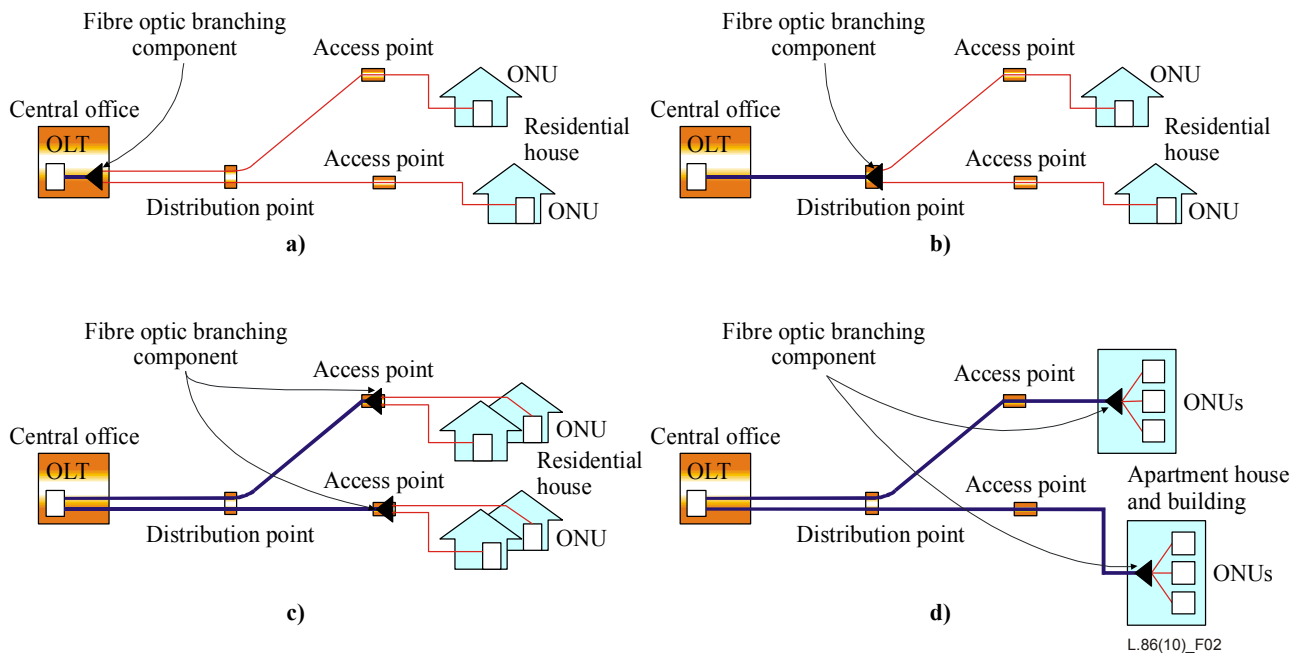 Fibre optic branching
component
Access point
ONU
Central office
OLT
Residential
house
Access point
Distribution point
ONU
a)
Fibre optic branching
component
Access point
ONU
Central office
OLT
Residential
house
Access point
Distribution point
ONU
b)
Fibre optic branching
component
Access point
ONU
Central office
OLT
Residential
house
Access point
Distribution point
ONU
c)
Fibre optic branching
component
Access point
ONUs
Central office
OLT
Apartment house
and building
Access point
Distribution point
ONUs
d)
L.86(10)_F02